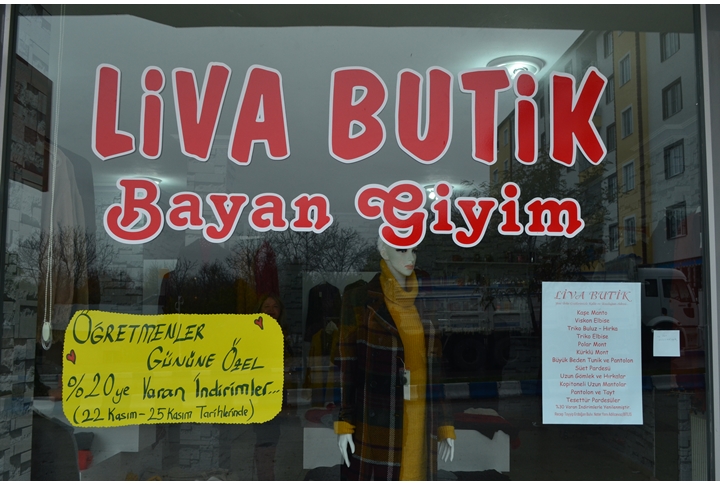 LiVA BUTiK
Bayan Giyim
ÖĞRETMENLER
GÜNÜNE ÖZEL
%20ye Varan İndirimler...
(22 Kasım - 25 Kasım Tarihlerinde)
LİVA BUTİK
Kaşe Monto
Viskon Elbise
Triko Buluz - Hırka
Triko Elbise
Polar Mont
Kürklü Mont
Büyük Beden Tunik ve Pantolon
Süet Pardesü
Uzun Gömlek ve Hırkalar
Kapitoneli Uzun Montolar
Pantolon ve Tayt
Tesettür Pardesüler